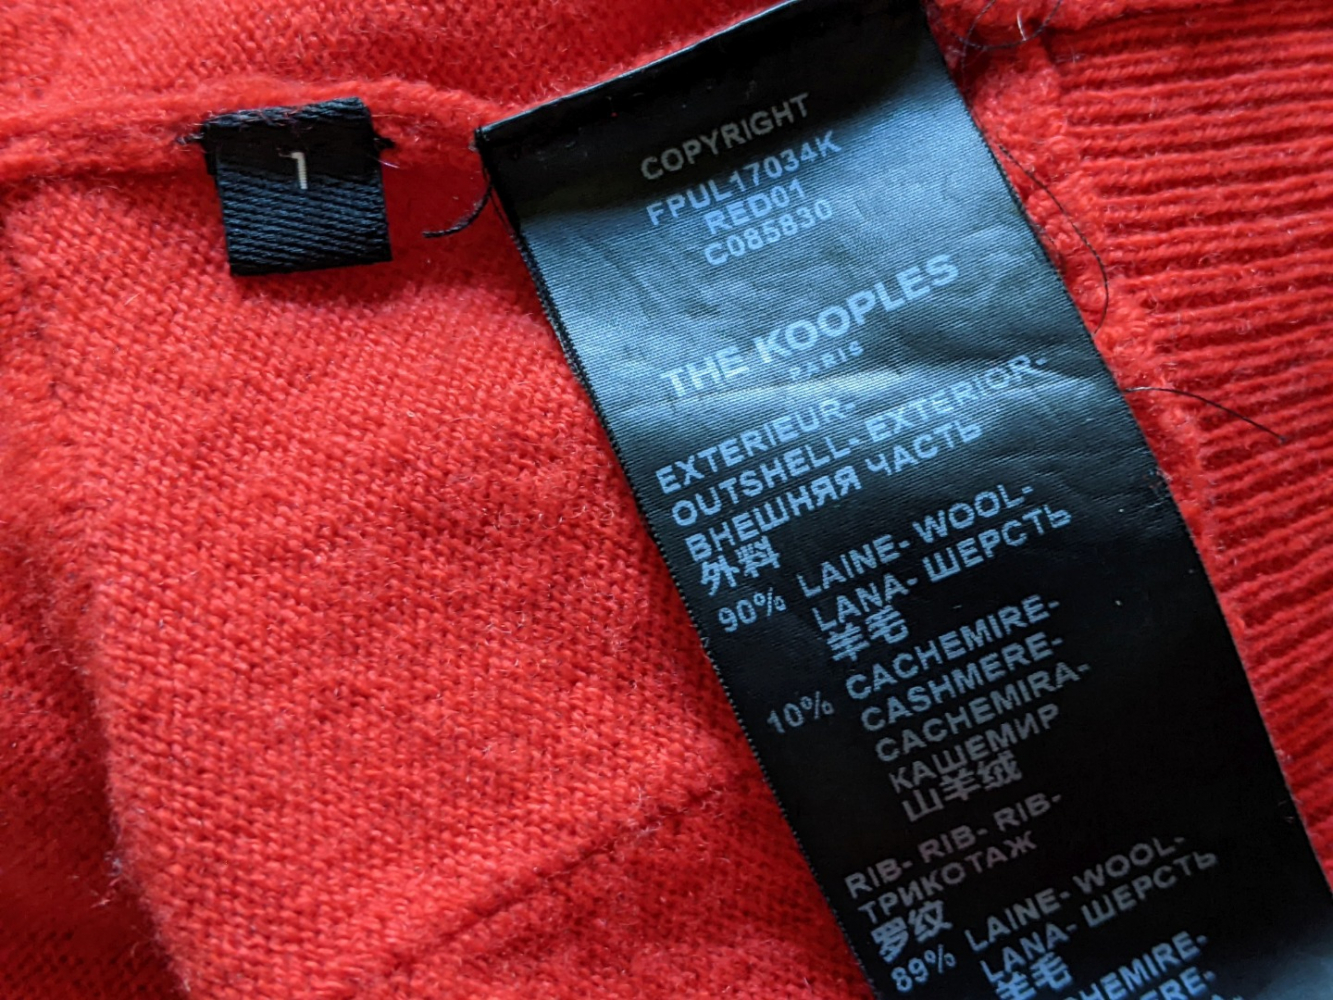 1
COPYRIGHT
FPUL17034K
RED01
C085830
THE KOOPLES
PARIS
EXTERIEUR-
OUTSHELL- EXTERIOR-
ВНЕШНЯЯ ЧАСТЬ
外料
90% LAINE- WOOL-
LANA- ШЕРСТЬ
羊毛
10% CACHEMIRE-
CASHMERE-
CACHEMIRA-
КАШЕМИР
山羊绒
RIB- RIB- RIB-
ТРИКОТАЖ
罗纹
89% LAINE- WOOL-
LANA- ШЕРСТЬ
羊毛
HEMIRE-
ERE-